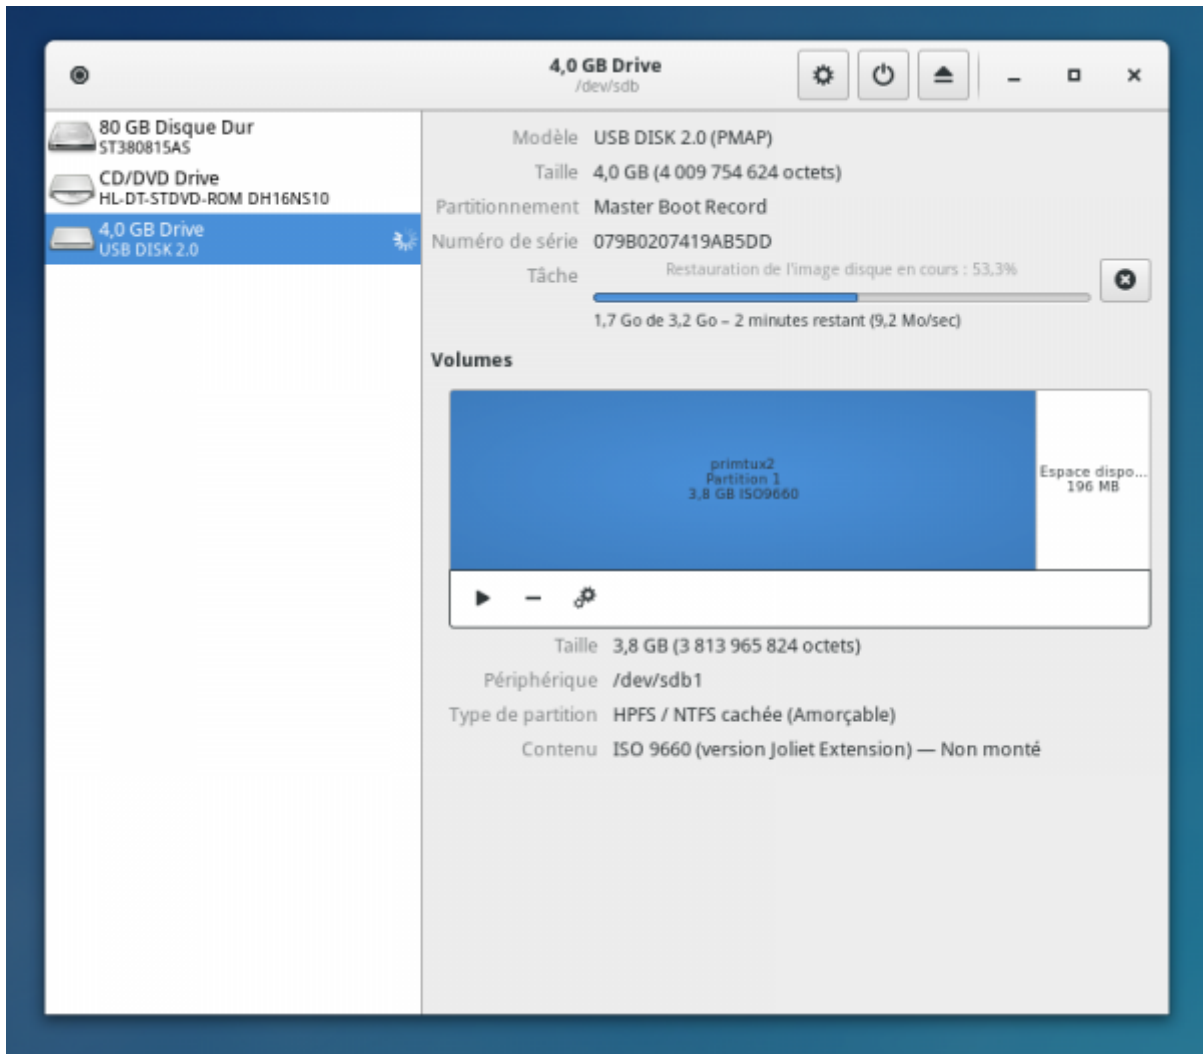 4,0 GB Drive
/dev/sdb
80 GB Disque Dur
ST380815AS
CD/DVD Drive
HL-DT-STDVD-ROM DH16NS10
4,0 GB Drive
USB DISK 2.0
Modèle USB DISK 2.0 (PMAP)
Taille 4,0 GB (4 009 754 624 octets)
Partitionnement Master Boot Record
Numéro de série 079B0207419AB5DD
Tâche Restauration de l'image disque en cours : 53,3%
1,7 Go de 3,2 Go – 2 minutes restant (9,2 Mo/sec)
Volumes
primtux2
Partition 1
3,8 GB ISO9660
Espace dispo...
196 MB
Taille 3,8 GB (3 813 965 824 octets)
Périphérique /dev/sdb1
Type de partition HPFS / NTFS cachée (Amorçable)
Contenu ISO 9660 (version Joliet Extension) — Non monté